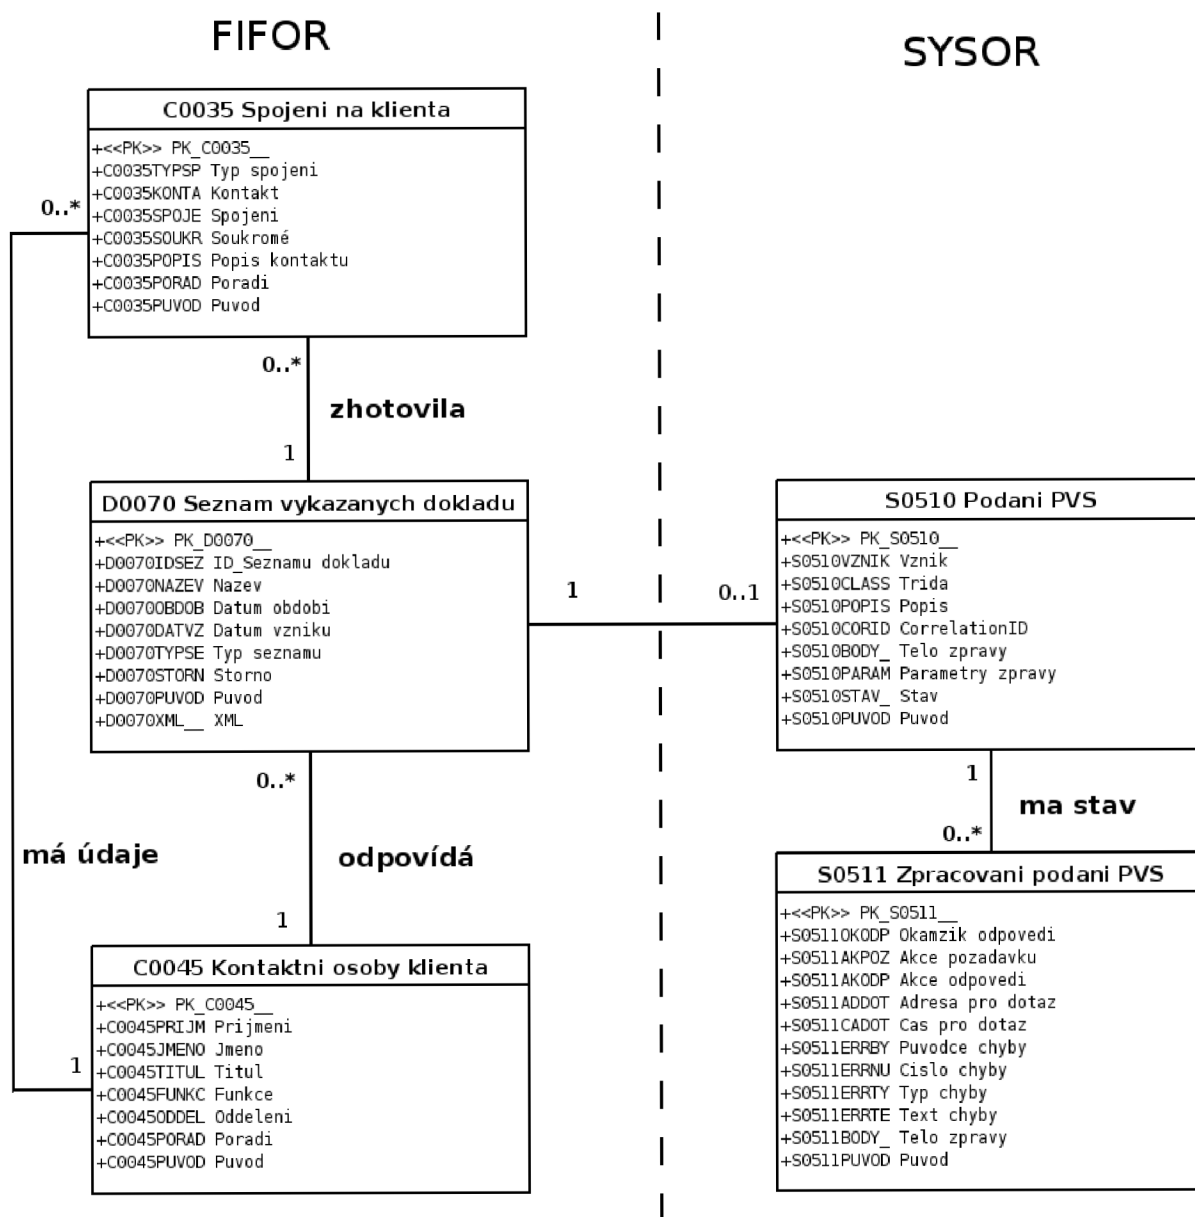 FIFOR
SYSOR
C0035 Spojeni na klienta
+<<PK>> PK_C0035__
+C0035TYPSP Typ spojeni
+C0035KONTA Kontakt
+C0035SPOJE Spojeni
+C0035SOUKR Soukromé
+C0035POPIS Popis kontaktu
+C0035PORAD Poradi
+C0035PUVOD Puvod
0..*
0..*
zhotovila
1
D0070 Seznam vykazanych dokladu
+<<PK>> PK_D0070__
+D0070IDSEZ ID_Seznamu dokladu
+D0070NAZEV Nazev
+D0070OBDOB Datum obdobi
+D0070DATVZ Datum vzniku
+D0070TYPSE Typ seznamu
+D0070STORN Storno
+D0070PUVOD Puvod
+D0070XML__ XML
1
0..1
S0510 Podani PVS
+<<PK>> PK_S0510__
+S0510VZNIK Vznik
+S0510CLASS Trida
+S0510POPIS Popis
+S0510CORID CorrelationID
+S0510BODY_ Telo zpravy
+S0510PARAM Parametry zpravy
+S0510STAV_ Stav
+S0510PUVOD Puvod
0..*
má údaje
odpovídá
1
1
C0045 Kontaktni osoby klienta
+<<PK>> PK_C0045__
+C0045PRIJM Prijmeni
+C0045JMENO Jmeno
+C0045TITUL Titul
+C0045FUNKC Funkce
+C0045ODDEL Oddeleni
+C0045PORAD Poradi
+C0045PUVOD Puvod
1
ma stav
0..*
S0511 Zpracovani podani PVS
+<<PK>> PK_S0511__
+S0511OKODP Okamzik odpovedi
+S0511AKPOZ Akce pozadavku
+S0511AKODP Akce odpovedi
+S0511ADDOT Adresa pro dotaz
+S0511CADOT Cas pro dotaz
+S0511ERRBY Puvodce chyby
+S0511ERRNU Cislo chyby
+S0511ERRTY Typ chyby
+S0511ERRTE Text chyby
+S0511BODY_ Telo zpravy
+S0511PUVOD Puvod